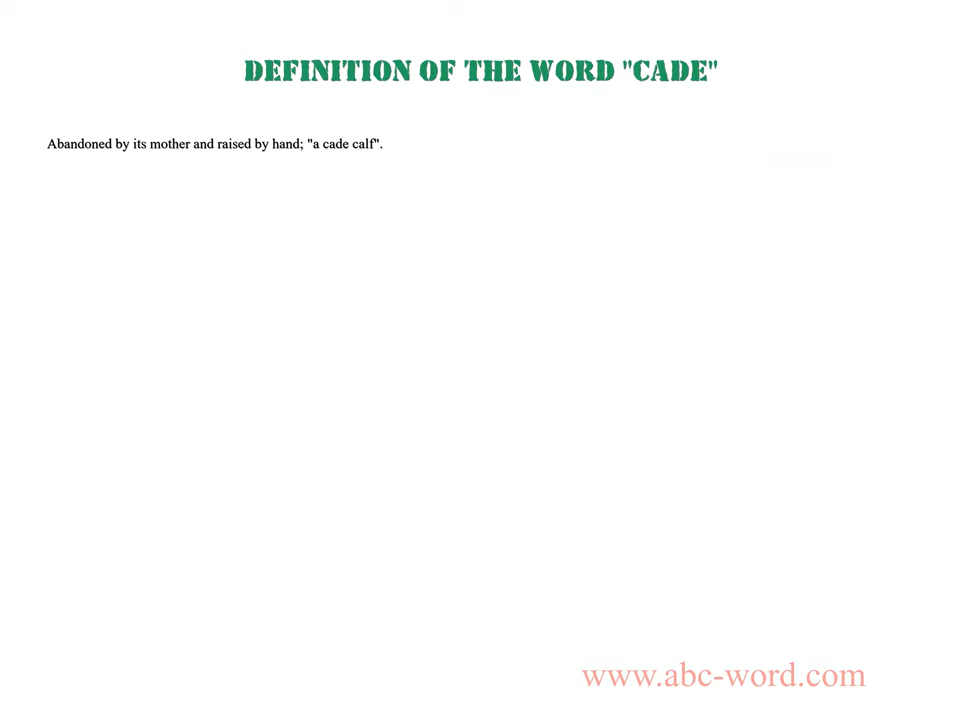 DEFINITION OF THE WORD "CADE"
Abandoned by its mother and raised by hand; "a cade calf".
www.abc-word.com